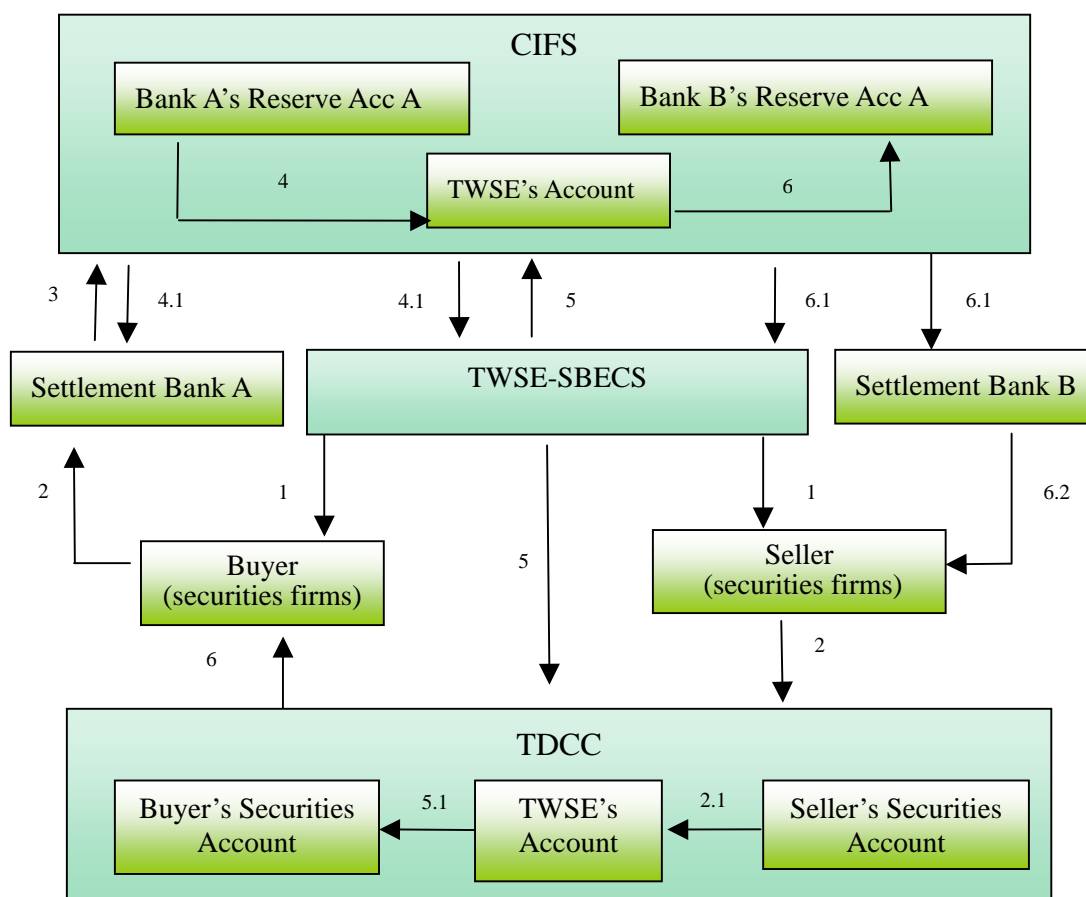 CIFS
Bank A’s Reserve Acc A
Bank B’s Reserve Acc A
4
TWSE’s Account
6
3
4.1
4.1
5
6.1
6.1
Settlement Bank A
TWSE-SBECS
Settlement Bank B
2
1
1
6.2
Buyer
(securities firms)
5
Seller
(securities firms)
6
2
TDCC
Buyer’s Securities
Account
5.1
TWSE’s
Account
2.1
Seller’s Securities
Account